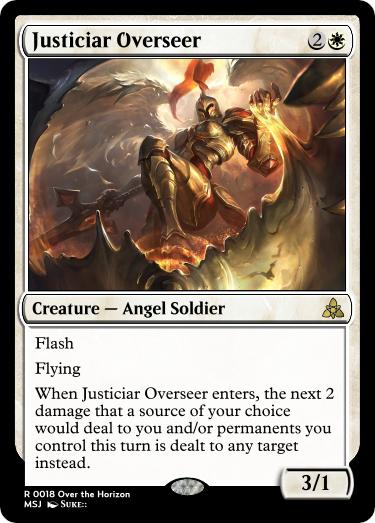 Justiciar Overseer 2
Creature — Angel Soldier
Flash
Flying
When Justiciar Overseer enters, the next 2
damage that a source of your choice
would deal to you and/or permanents you
control this turn is dealt to any target
instead.
3/1
R 0018 Over the Horizon
MSJ Suke::